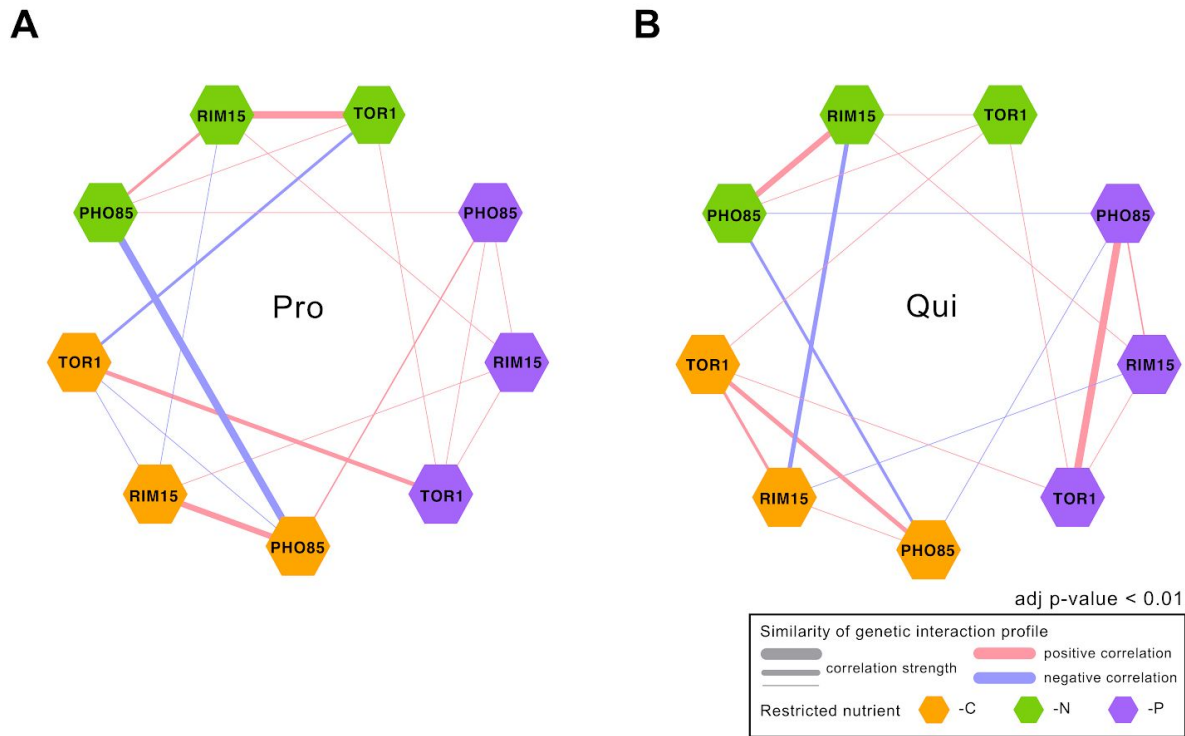 A
B
RIM15
TOR1
PHO85
PHO85
Pro
TOR1
RIM15
RIM15
TOR1
PHO85
RIM15
TOR1
PHO85
PHO85
Qui
TOR1
RIM15
RIM15
TOR1
PHO85
adj p-value < 0.01
Similarity of genetic interaction profile
correlation strength
positive correlation
negative correlation
Restricted nutrient
-C
-N
-P